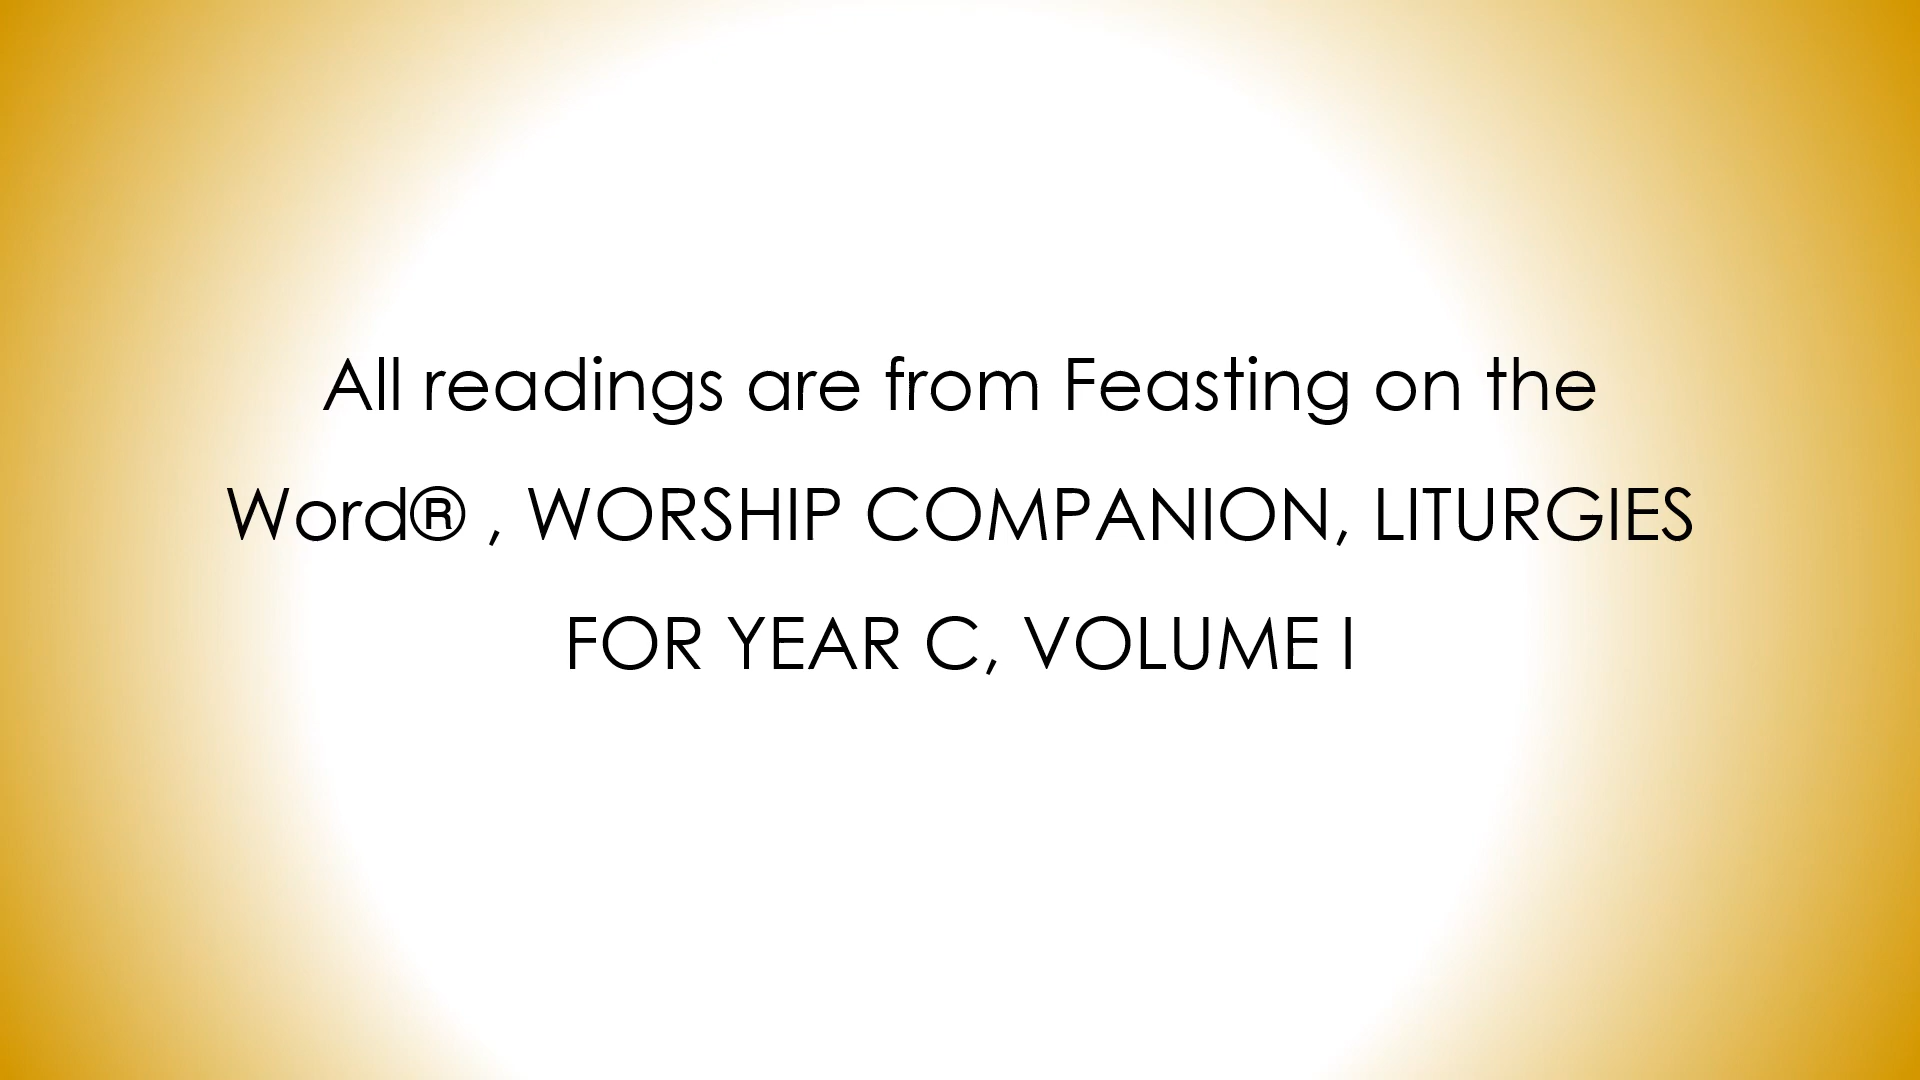 All readings are from Feasting on the
Word® , WORSHIP COMPANION, LITURGIES
FOR YEAR C, VOLUME I